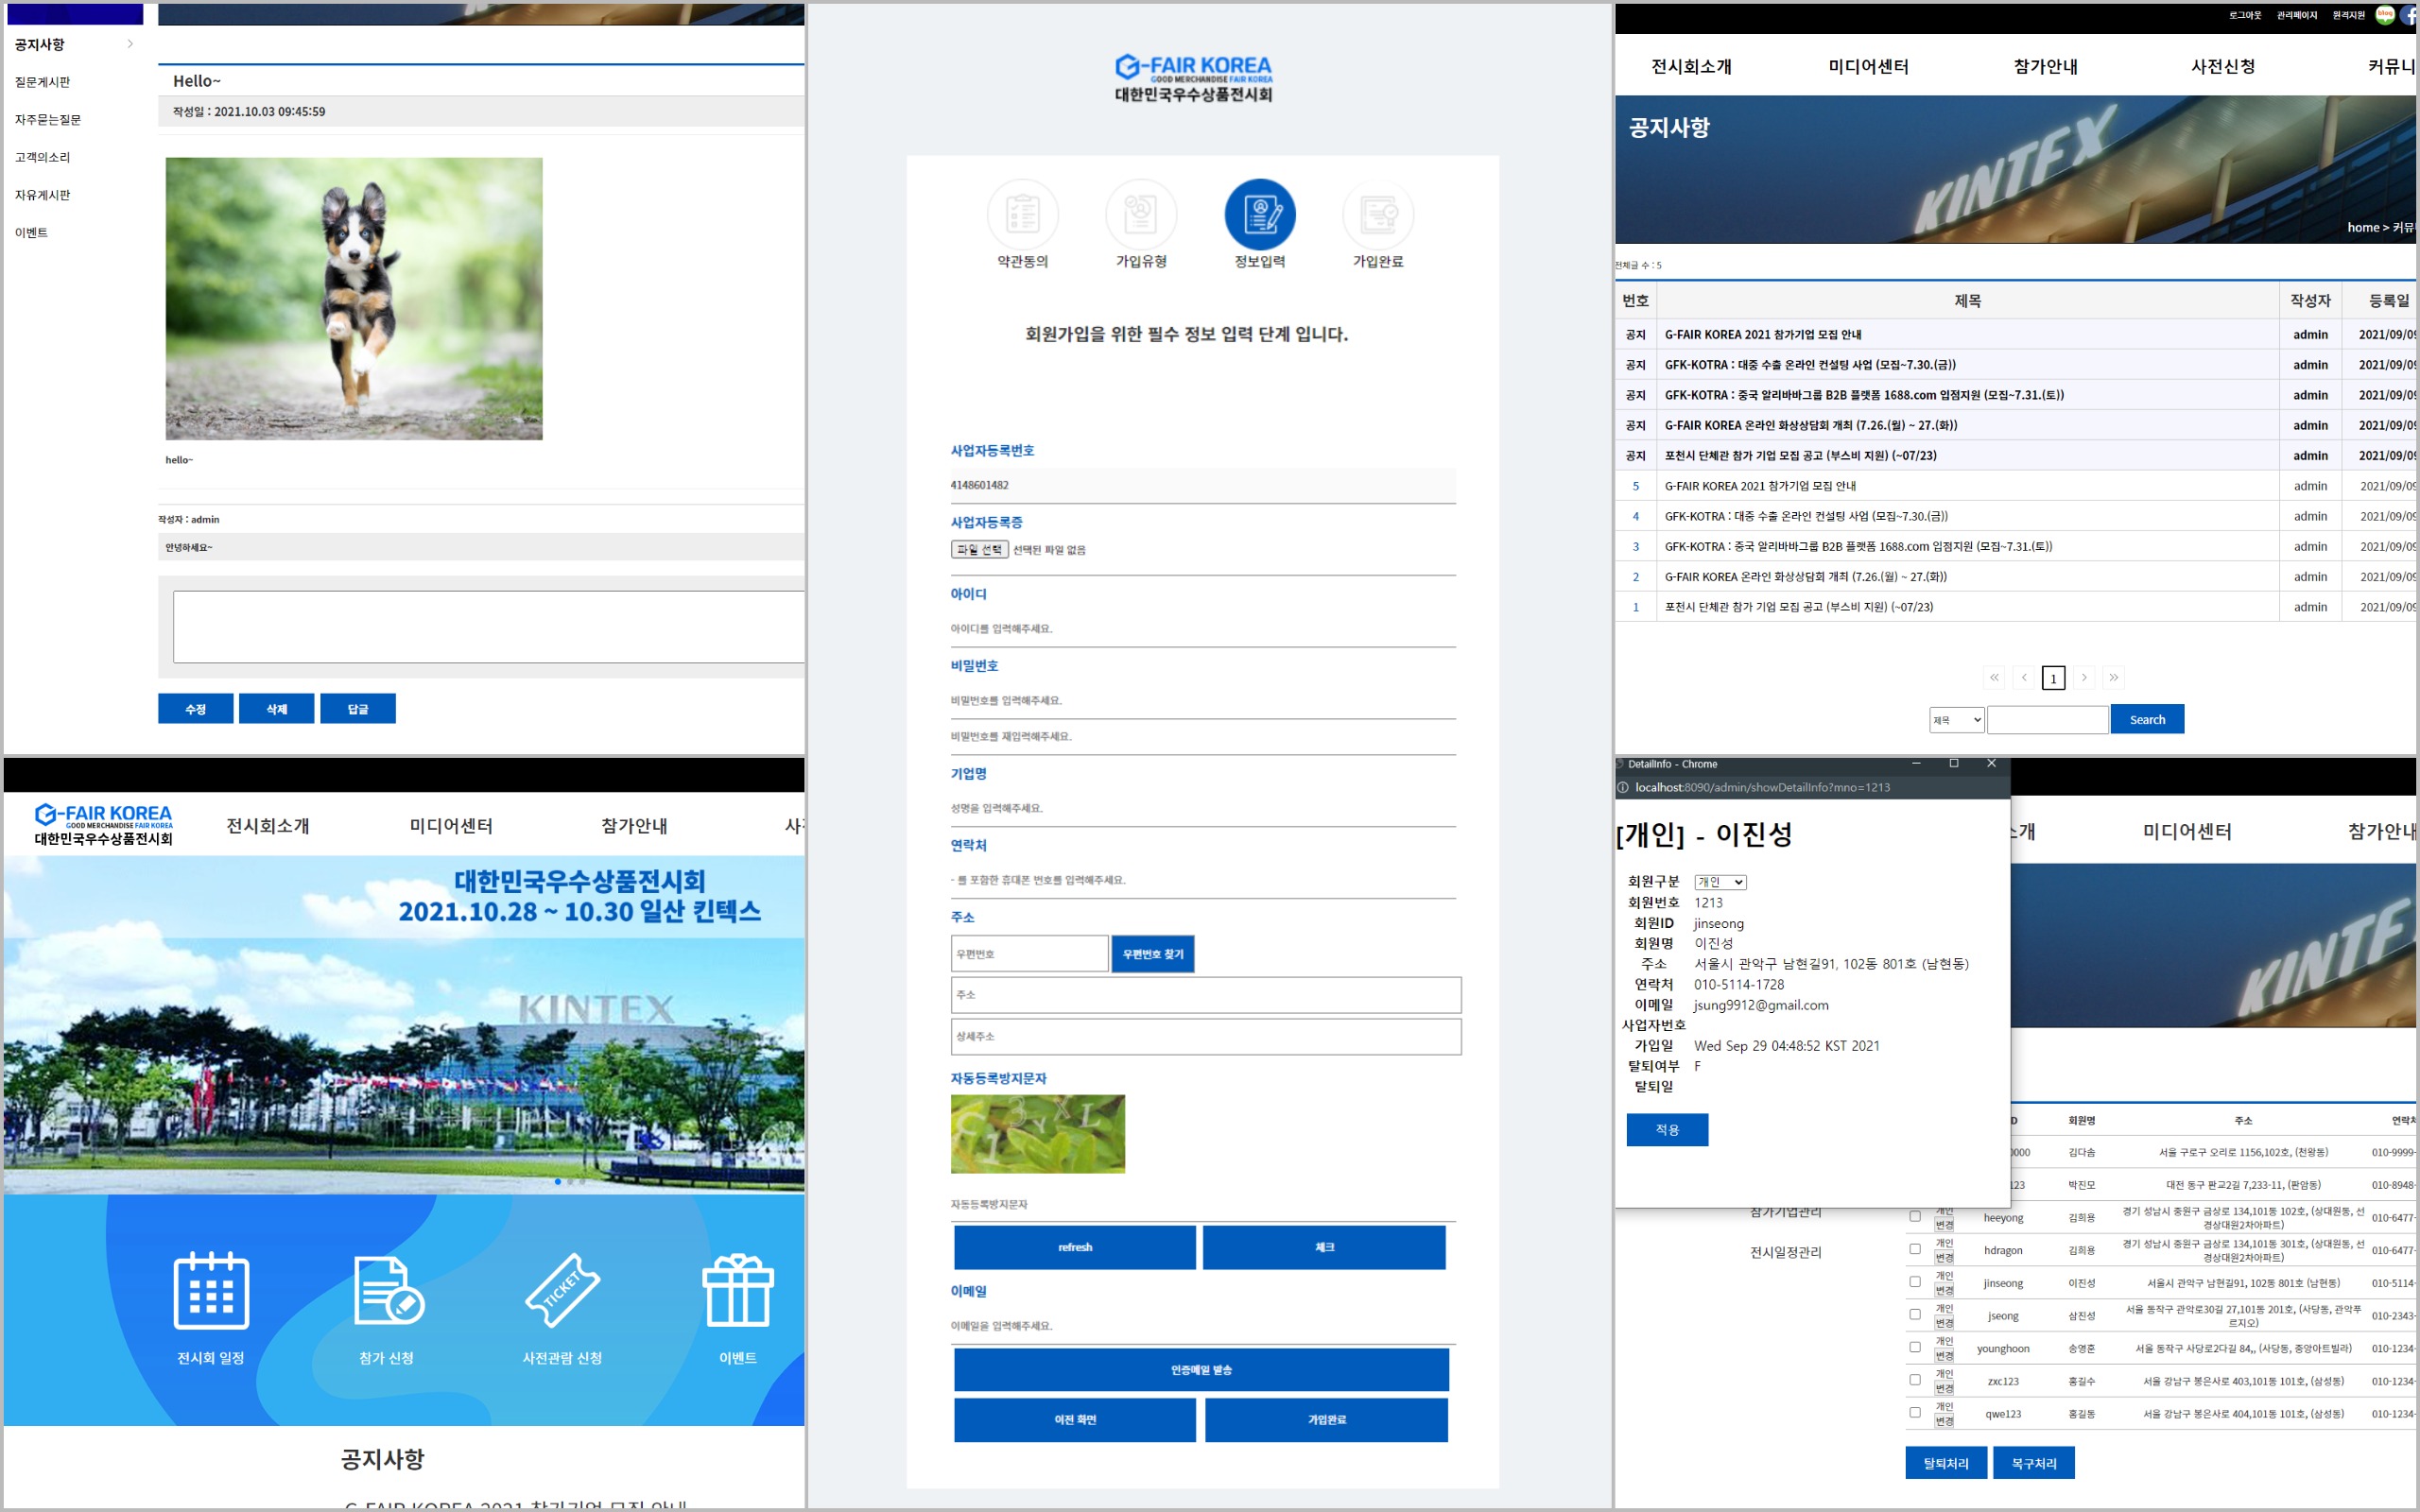 공지사항
질문게시판
자주묻는질문
고객의소리
자유게시판
이벤트
Hello~
작성일 : 2021.10.03 09:45:59
hello~
작성자 : admin
안녕하세요~
수정 삭제 답글
G-FAIR KOREA
GOOD MERCHANDISE FAIR KOREA
대한민국우수상품전시회
전시회소개 미디어센터 참가안내
대한민국우수상품전시회
2021.10.28 ~ 10.30 일산 킨텍스
KINTEX
TICKET
전시회 일정 참가 신청 사전관람 신청 이벤트
공지사항
G-FAIR KOREA 2021 참가기업 모집 안내
G-FAIR KOREA
GOOD MERCHANDISE FAIR KOREA
대한민국우수상품전시회
약관동의 가입유형 정보입력 가입완료
회원가입을 위한 필수 정보 입력 단계 입니다.
사업자등록번호
4148601482
사업자등록증
파일 선택 선택된 파일 없음
아이디
아이디를 입력해주세요.
비밀번호
비밀번호를 입력해주세요.
비밀번호를 재입력해주세요.
기업명
성명을 입력해주세요.
연락처
- 를 포함한 휴대폰 번호를 입력해주세요.
주소
우편번호 우편번호 찾기
주소
상세주소
자동등록방지문자
자동등록방지문자
refresh 체크
이메일
이메일을 입력해주세요.
인증메일 발송
이전 화면 가입완료
로그아웃 관리페이지 원격지원 blog
전시회소개 미디어센터 참가안내 사전신청 커뮤니
공지사항
KINTEX
home > 커뮤
전체글 수 : 5
번호 제목 작성자 등록일
공지 G-FAIR KOREA 2021 참가기업 모집 안내 admin 2021/09/09
공지 GFK-KOTRA : 대중 수출 온라인 컨설팅 사업 (모집~7.30.(금)) admin 2021/09/09
공지 GFK-KOTRA : 중국 알리바바그룹 B2B 플랫폼 1688.com 입점지원 (모집~7.31.(토)) admin 2021/09/09
공지 G-FAIR KOREA 온라인 화상상담회 개최 (7.26.(월) ~ 27.(화)) admin 2021/09/09
공지 포천시 단체관 참가 기업 모집 공고 (부스비 지원) (~07/23) admin 2021/09/09
5 G-FAIR KOREA 2021 참가기업 모집 안내 admin 2021/09/09
4 GFK-KOTRA : 대중 수출 온라인 컨설팅 사업 (모집~7.30.(금)) admin 2021/09/09
3 GFK-KOTRA : 중국 알리바바그룹 B2B 플랫폼 1688.com 입점지원 (모집~7.31.(토)) admin 2021/09/09
2 G-FAIR KOREA 온라인 화상상담회 개최 (7.26.(월) ~ 27.(화)) admin 2021/09/09
1 포천시 단체관 참가 기업 모집 공고 (부스비 지원) (~07/23) admin 2021/09/09
1
제목 Search
DetailInfo - Chrome
localhost:8090/admin/showDetailInfo?mno=1213
[개인] - 이진성
회원구분 개인
회원번호 1213
회원ID jinseong
회원명 이진성
주소 서울시 관악구 남현길91, 102동 801호 (남현동)
연락처 010-5114-1728
이메일 jsung9912@gmail.com
사업자번호
가입일 Wed Sep 29 04:48:52 KST 2021
탈퇴여부 F
탈퇴일
적용
소개 미디어센터 참가안내
KINTE
참가기업관리
전시일정관리
D 회원명 주소 연락처
0000 김다솜 서울 구로구 오리로 1156,102호, (천왕동) 010-9999-
123 박진모 대전 동구 판교2길 7,233-11, (판암동) 010-8948-
개인 변경 heeyong 김희용 경기 성남시 중원구 금상로 134,101동 102호, (상대원동, 선경상대원2차아파트) 010-6477-
개인 변경 hdragon 김희용 경기 성남시 중원구 금상로 134,101동 301호, (상대원동, 선경상대원2차아파트) 010-6477-
개인 변경 jinseong 이진성 서울시 관악구 남현길91, 102동 801호 (남현동) 010-5114-
개인 변경 jseong 삼진성 서울 동작구 관악로30길 27,101동 201호, (사당동, 관악푸르지오) 010-2343-
개인 변경 younghoon 송영훈 서울 동작구 사당로2다길 84,, (사당동, 중앙아트빌라) 010-1234-
개인 변경 zxc123 홍길수 서울 강남구 봉은사로 403,101동 101호, (삼성동) 010-1234-
개인 변경 qwe123 홍길동 서울 강남구 봉은사로 404,101동 101호, (삼성동) 010-1234-
탈퇴처리 복구처리